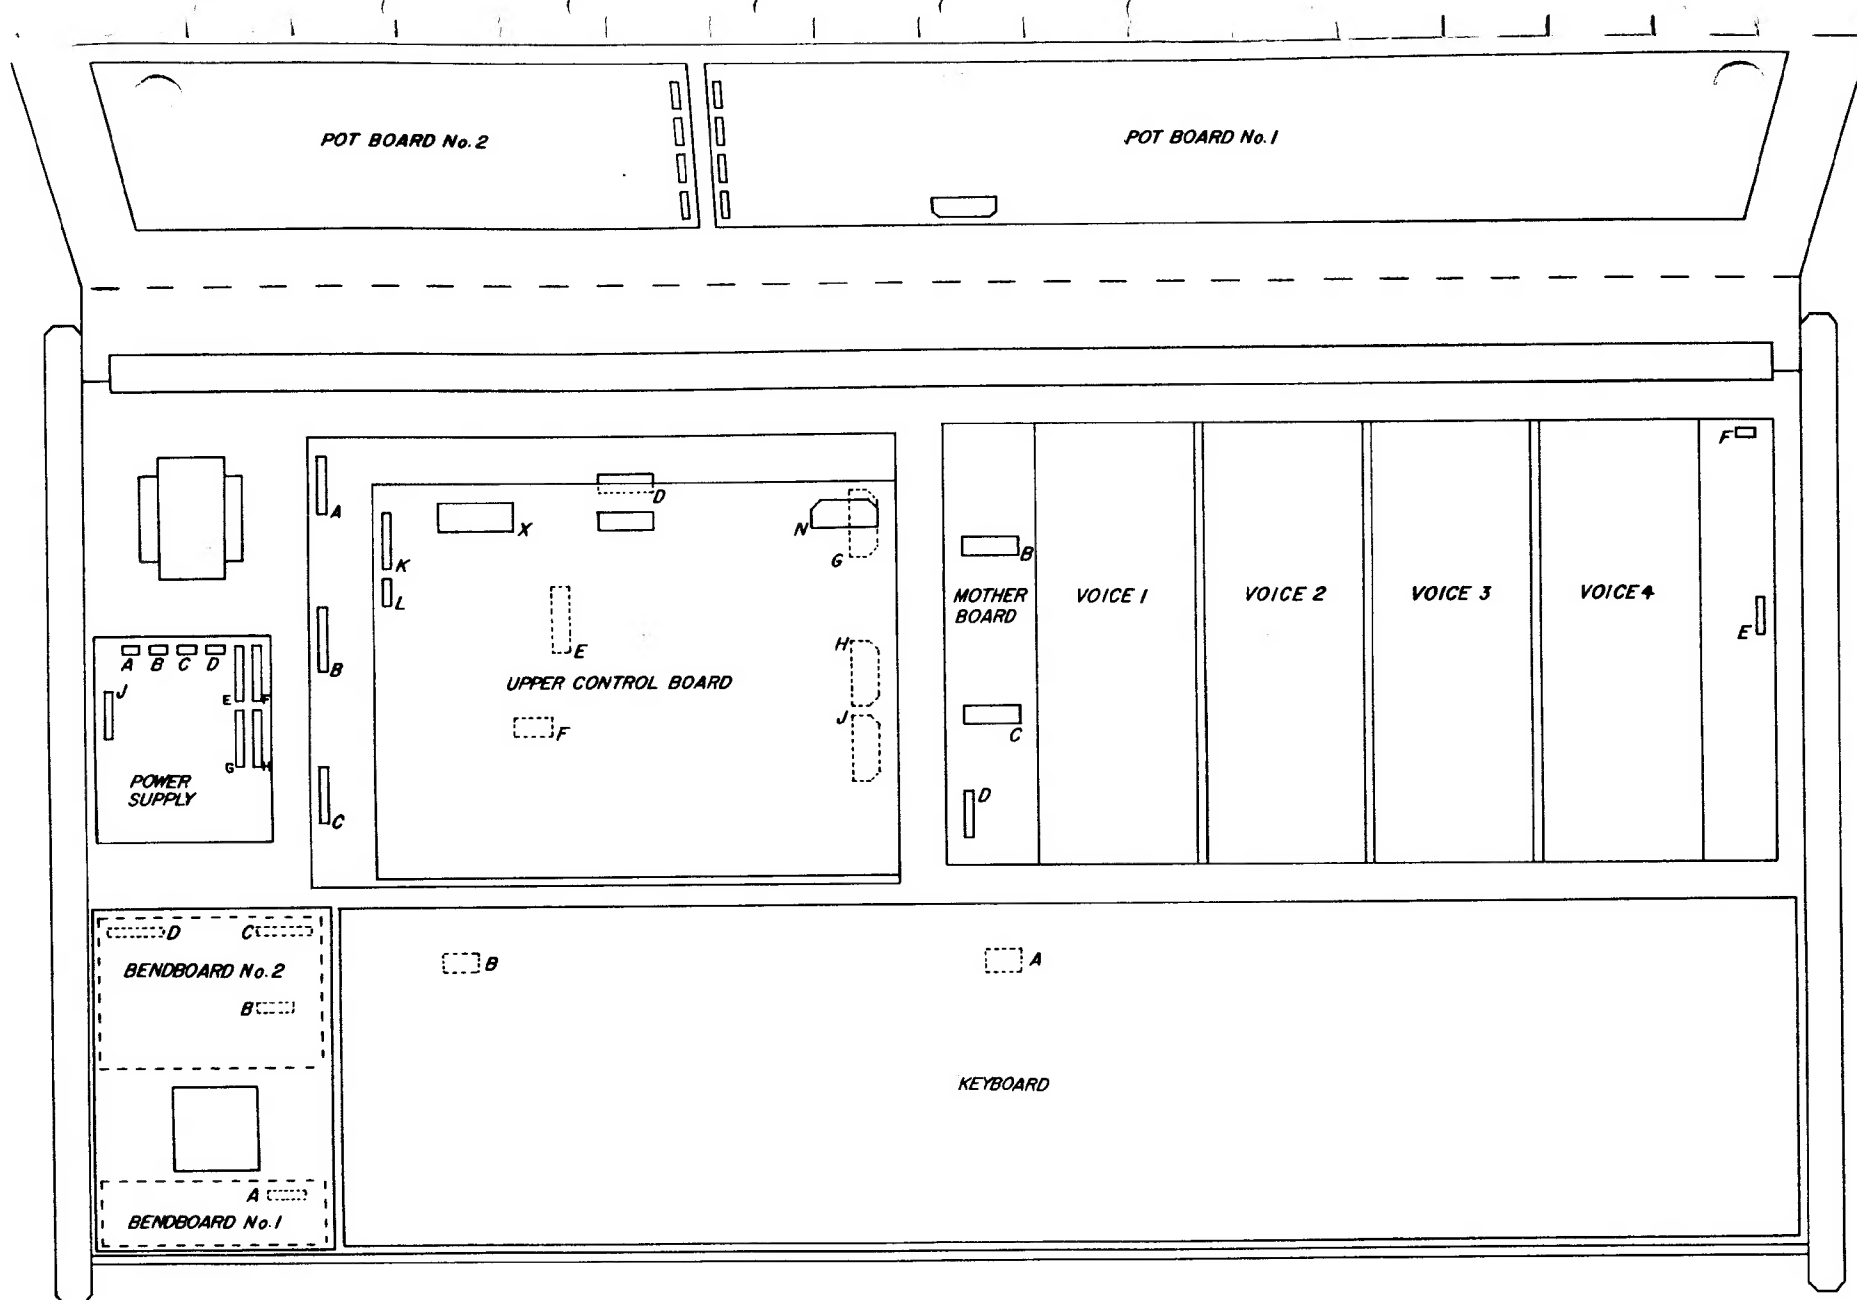 POT BOARD No. 2
POT BOARD No. 1
A
X
D
N
G
K
L
E
UPPER CONTROL BOARD
H
J
F
B
C
B
MOTHER
BOARD
C
D
VOICE 1
VOICE 2
VOICE 3
VOICE 4
F
E
A B C D
J
E F
G H
POWER
SUPPLY
D C
BENDBOARD No. 2
B
A
BENDBOARD No. 1
B
A
KEYBOARD